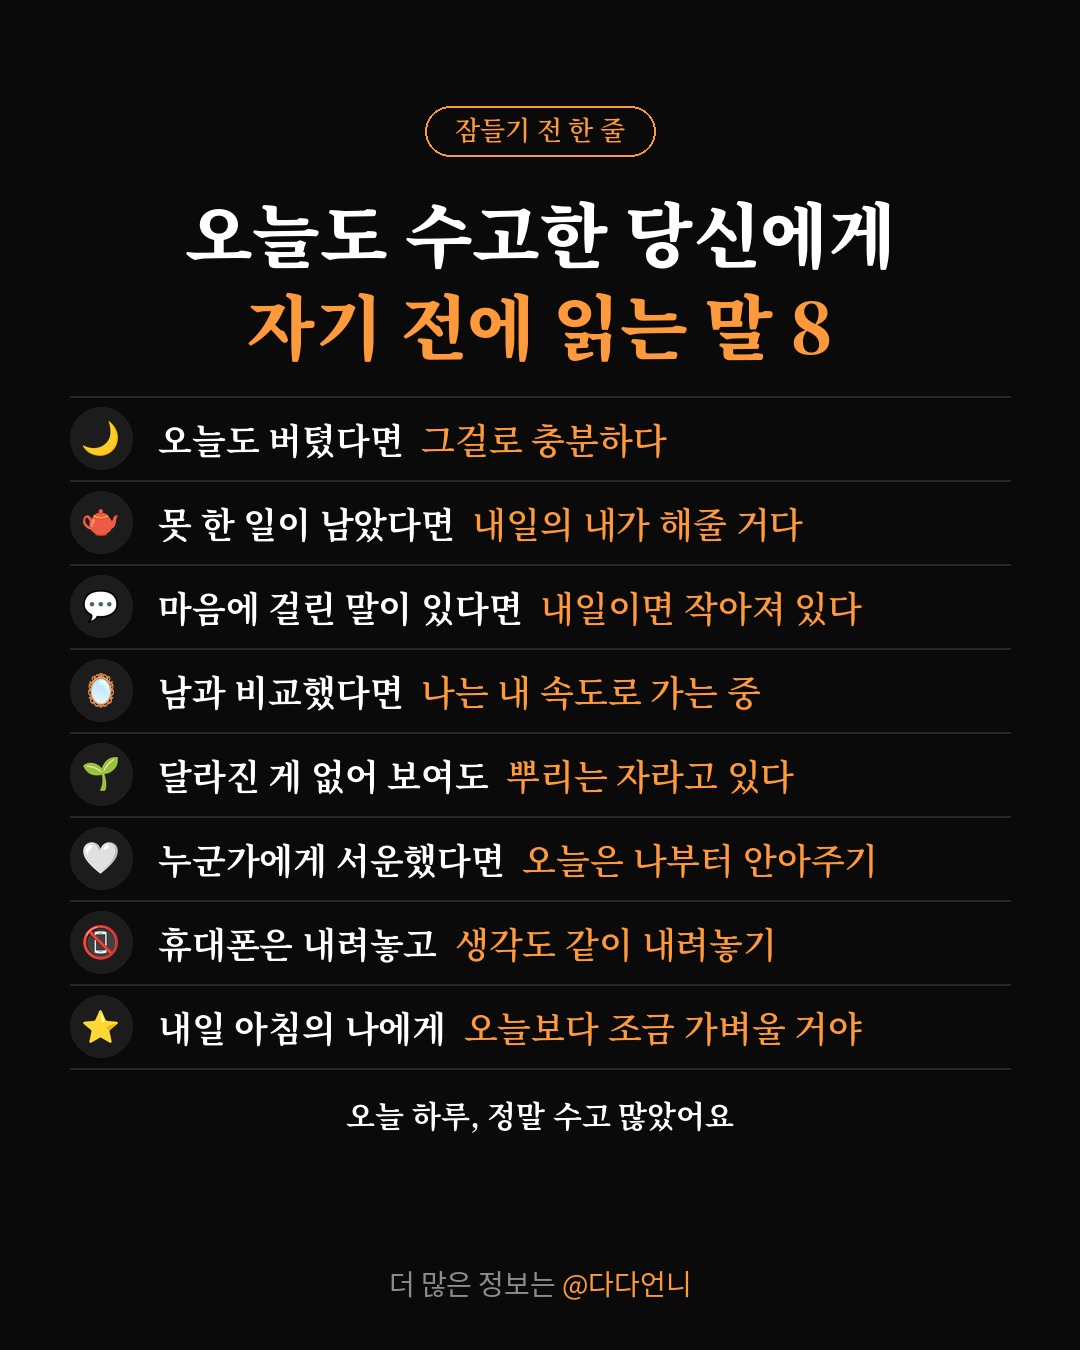 잠들기 전 한 줄
오늘도 수고한 당신에게
자기 전에 읽는 말 8
오늘도 버텼다면 그걸로 충분하다
못 한 일이 남았다면 내일의 내가 해줄 거다
마음에 걸린 말이 있다면 내일이면 작아져 있다
남과 비교했다면 나는 내 속도로 가는 중
달라진 게 없어 보여도 뿌리는 자라고 있다
누군가에게 서운했다면 오늘은 나부터 안아주기
휴대폰은 내려놓고 생각도 같이 내려놓기
내일 아침의 나에게 오늘보다 조금 가벼울 거야
오늘 하루, 정말 수고 많았어요
더 많은 정보는 @다다언니